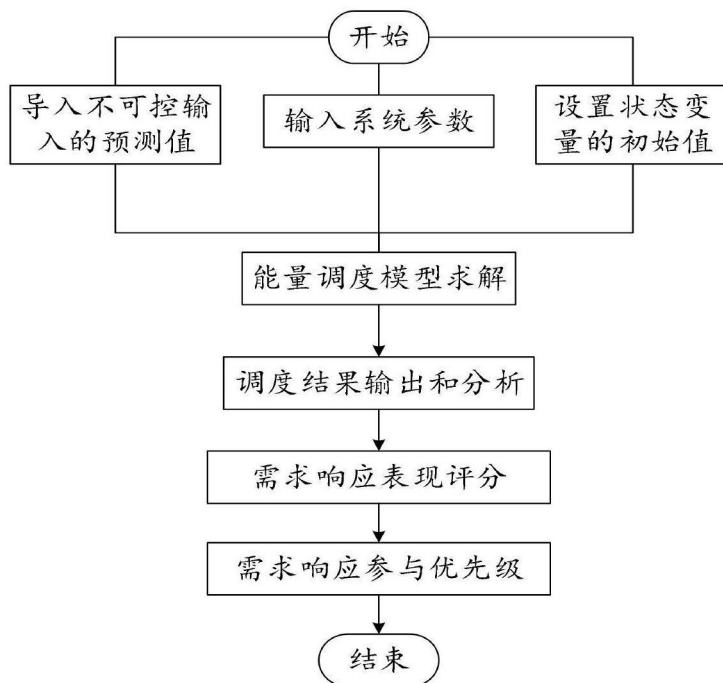 开始
导入不可控输
入的预测值
输入系统参数
设置状态变
量的初始值
能量调度模型求解
调度结果输出和分析
需求响应表现评分
需求响应参与优先级
结束